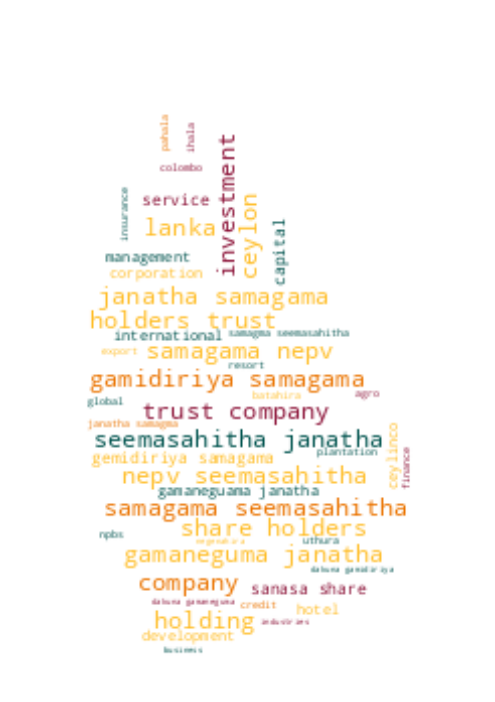 pahala
ihala
colombo
investment
insurance
service
ceylon
lanka
capital
management
corporation
janatha samagama
holders trust
international
samagma seemasahitha
export
samagama nepv
resort
gamidiriya samagama
batahira
agro
global
trust company
janatha samagma
ceylinco
seemasahitha janatha
finance
plantation
gemidiriya samagama
nepv seemasahitha
gamaneguama janatha
samagama seemasahitha
share holders
npbs
uthura
gamaneguma janatha
dakuna gamidiriya
company
sanasa share
dakuna gamaneguma
credit
hotel
holding
industries
development
business